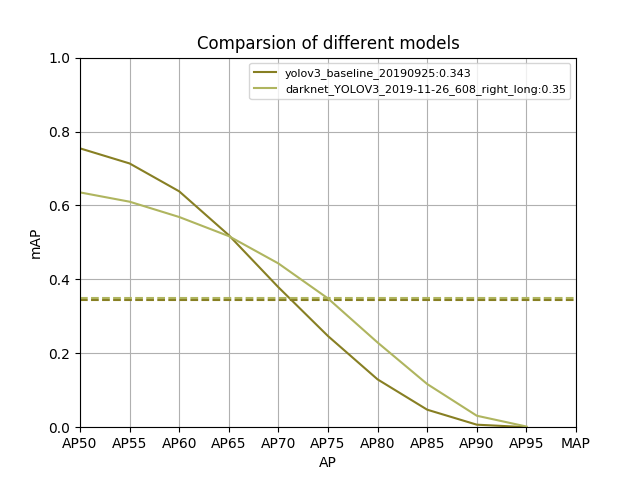 Comparsion of different models
yolov3_baseline_20190925:0.343
darknet_YOLOV3_2019-11-26_608_right_long:0.35
1.0
0.8
0.6
0.4
0.2
0.0
mAP
AP50 AP55 AP60 AP65 AP70 AP75 AP80 AP85 AP90 AP95 MAP
AP